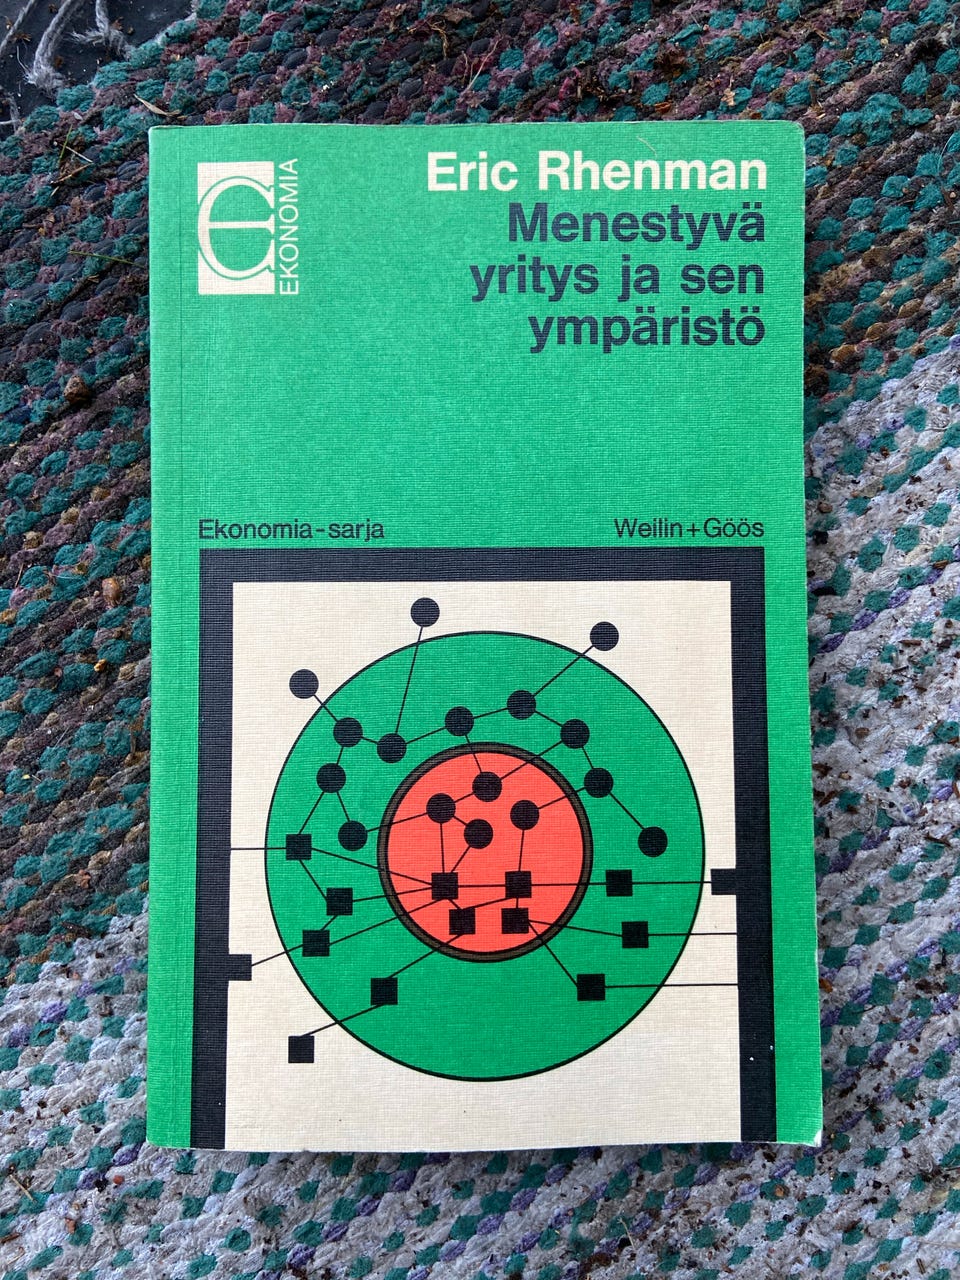 EKONOMIA
Eric Rhenman
Menestyvä
yritys ja sen
ympäristö
Ekonomia-sarja
Weilin+Göös